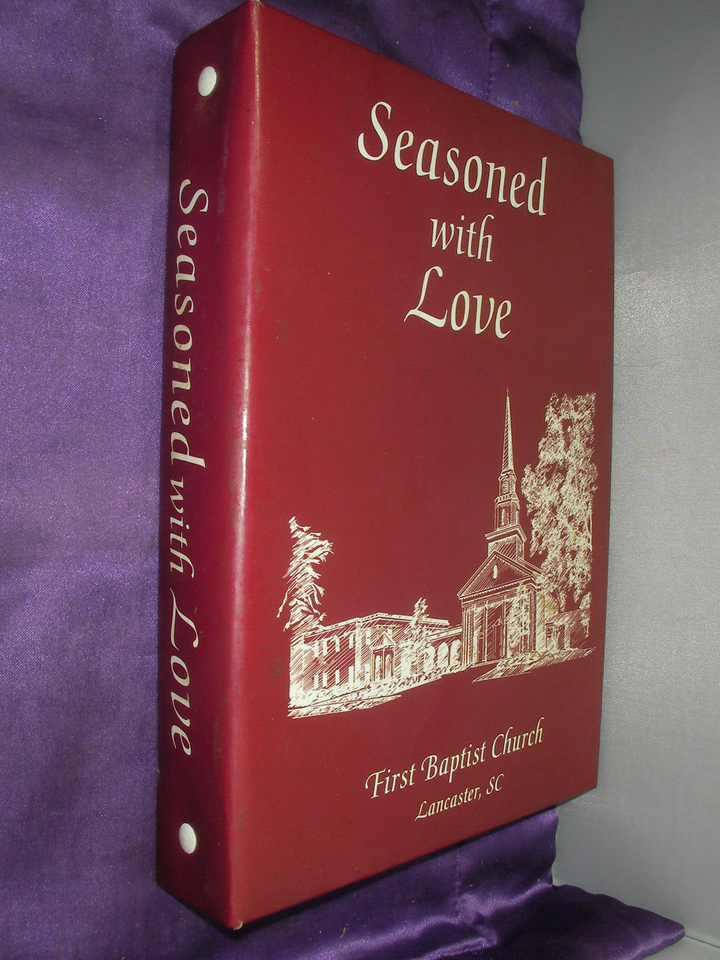 Seasoned with Love
Seasoned
with
Love
First Baptist Church
Lancaster, SC